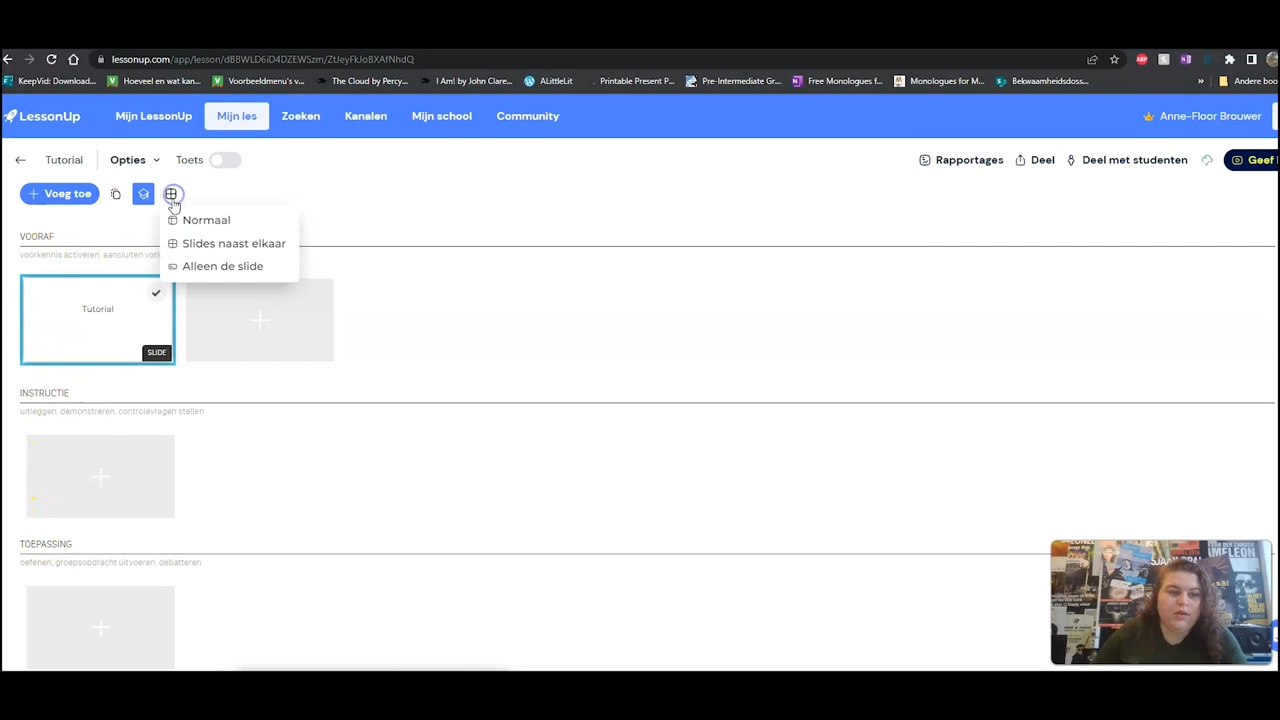 lessonup.com/app/lesson/dBBWLD6iD4DZEWSzm/ZtJeyFkJoBXAfNhdQ
KeepVid: Download... Hoeveel en wat kan... Voorbeeldmenu's v... The Cloud by Percy... I Am! by John Clare... ALittleLit Printable Present P... Pre-Intermediate Gr... Free Monologues f... Monologues for M... Bekwaamheidsdoss... » Andere boo
LessonUp Mijn LessonUp Mijn les Zoeken Kanalen Mijn school Community Anne-Floor Brouwer
Tutorial Opties Toets Rapportages Deel Deel met studenten Geef l
Voeg toe
Normaal
VOORAF
Slides naast elkaar
voorkennis activeren, aansluiten
Alleen de slide
Tutorial
SLIDE
INSTRUCTIE
uitleggen, demonstreren, controlevragen stellen
TOEPASSING
oefenen, groepsopdracht uitvoeren, debatteren